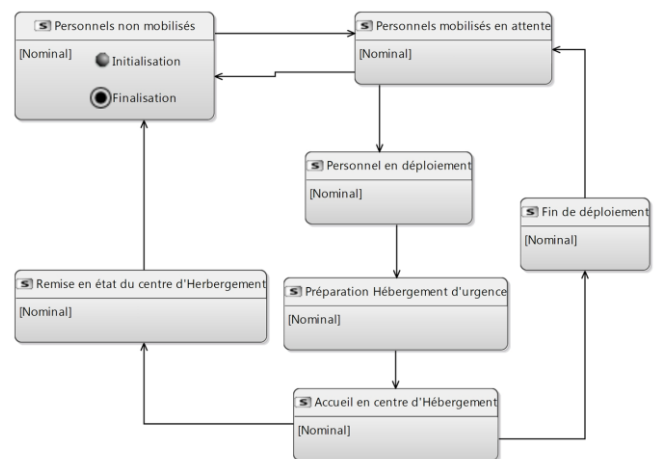 Personnels non mobilisés
[Nominal]
Initialisation
Finalisation
Personnels mobilisés en attente
[Nominal]
Personnel en déploiement
[Nominal]
Fin de déploiement
[Nominal]
Remise en état du centre d'Herbergement
[Nominal]
Préparation Hébergement d'urgence
[Nominal]
Accueil en centre d'Hébergement
[Nominal]